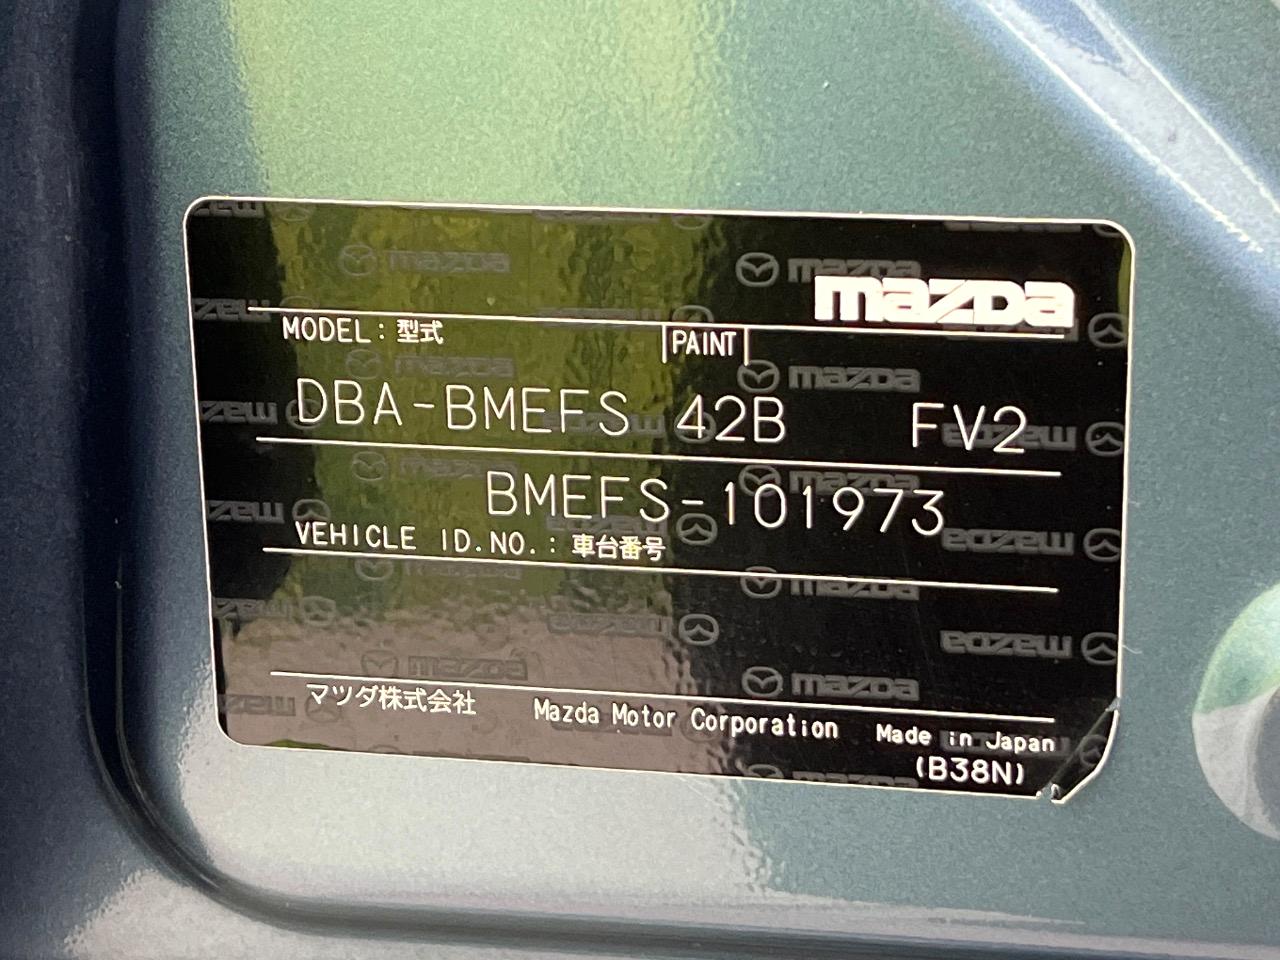 mazda
MODEL : 型式 PAINT
DBA-BMEFS 42B FV2
BMEFS-101973
VEHICLE ID.NO. : 車台番号
マツダ株式会社 Mazda Motor Corporation Made in Japan
(B38N)